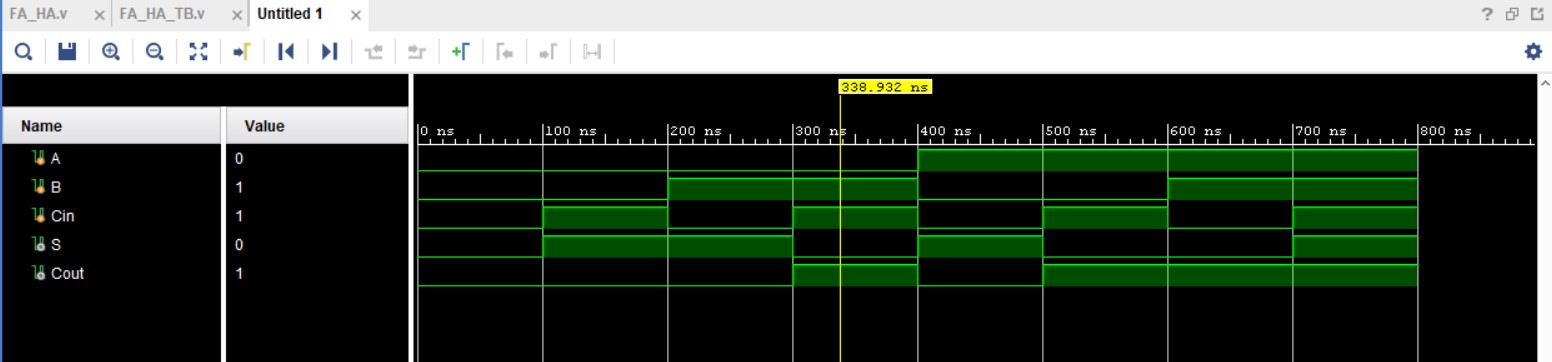 FA_HA.v × FA_HA_TB.v × Untitled 1 × ?
338.932 ns
Name Value 0 ns 100 ns 200 ns 300 ns 400 ns 500 ns 600 ns 700 ns 800 ns
A 0
B 1
Cin 1
S 0
Cout 1